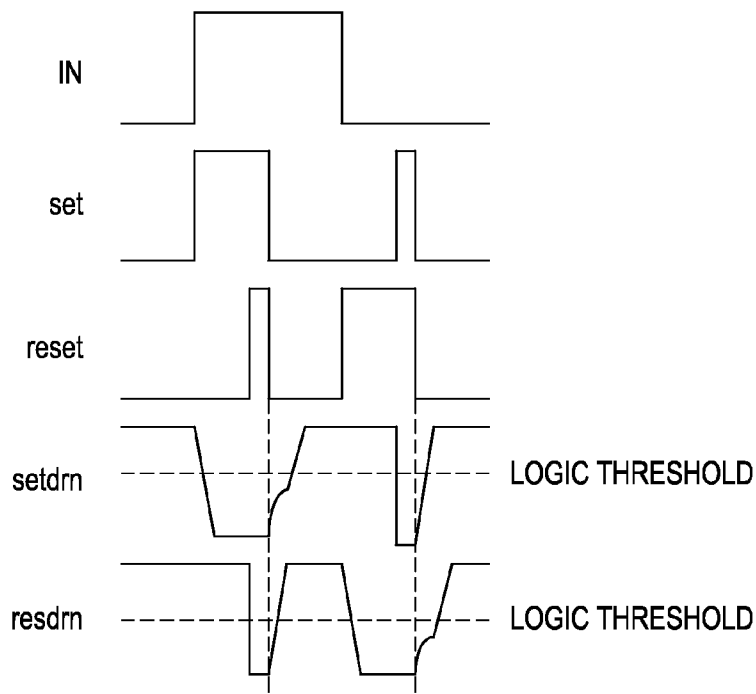 IN
set
reset
setdrn LOGIC THRESHOLD
resdrn LOGIC THRESHOLD